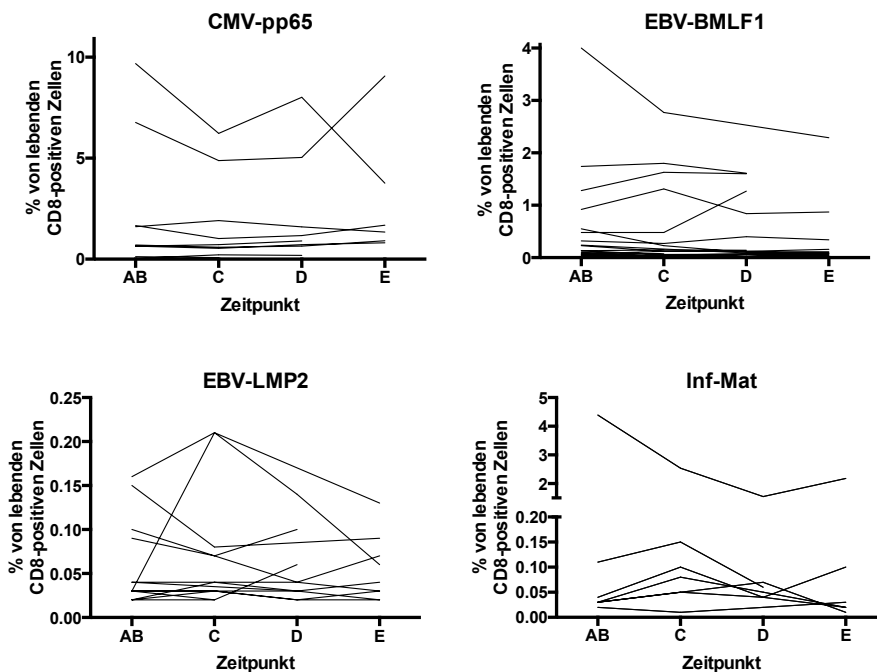 CMV-pp65
% von lebenden
CD8-positiven Zellen
10
5
0
AB C D E
Zeitpunkt
EBV-BMLF1
% von lebenden
CD8-positiven Zellen
4
3
2
1
0
AB C D E
Zeitpunkt
EBV-LMP2
% von lebenden
CD8-positiven Zellen
0.25
0.20
0.15
0.10
0.05
0.00
AB C D E
Zeitpunkt
Inf-Mat
% von lebenden
CD8-positiven Zellen
5
4
3
2
0.20
0.15
0.10
0.05
0.00
AB C D E
Zeitpunkt